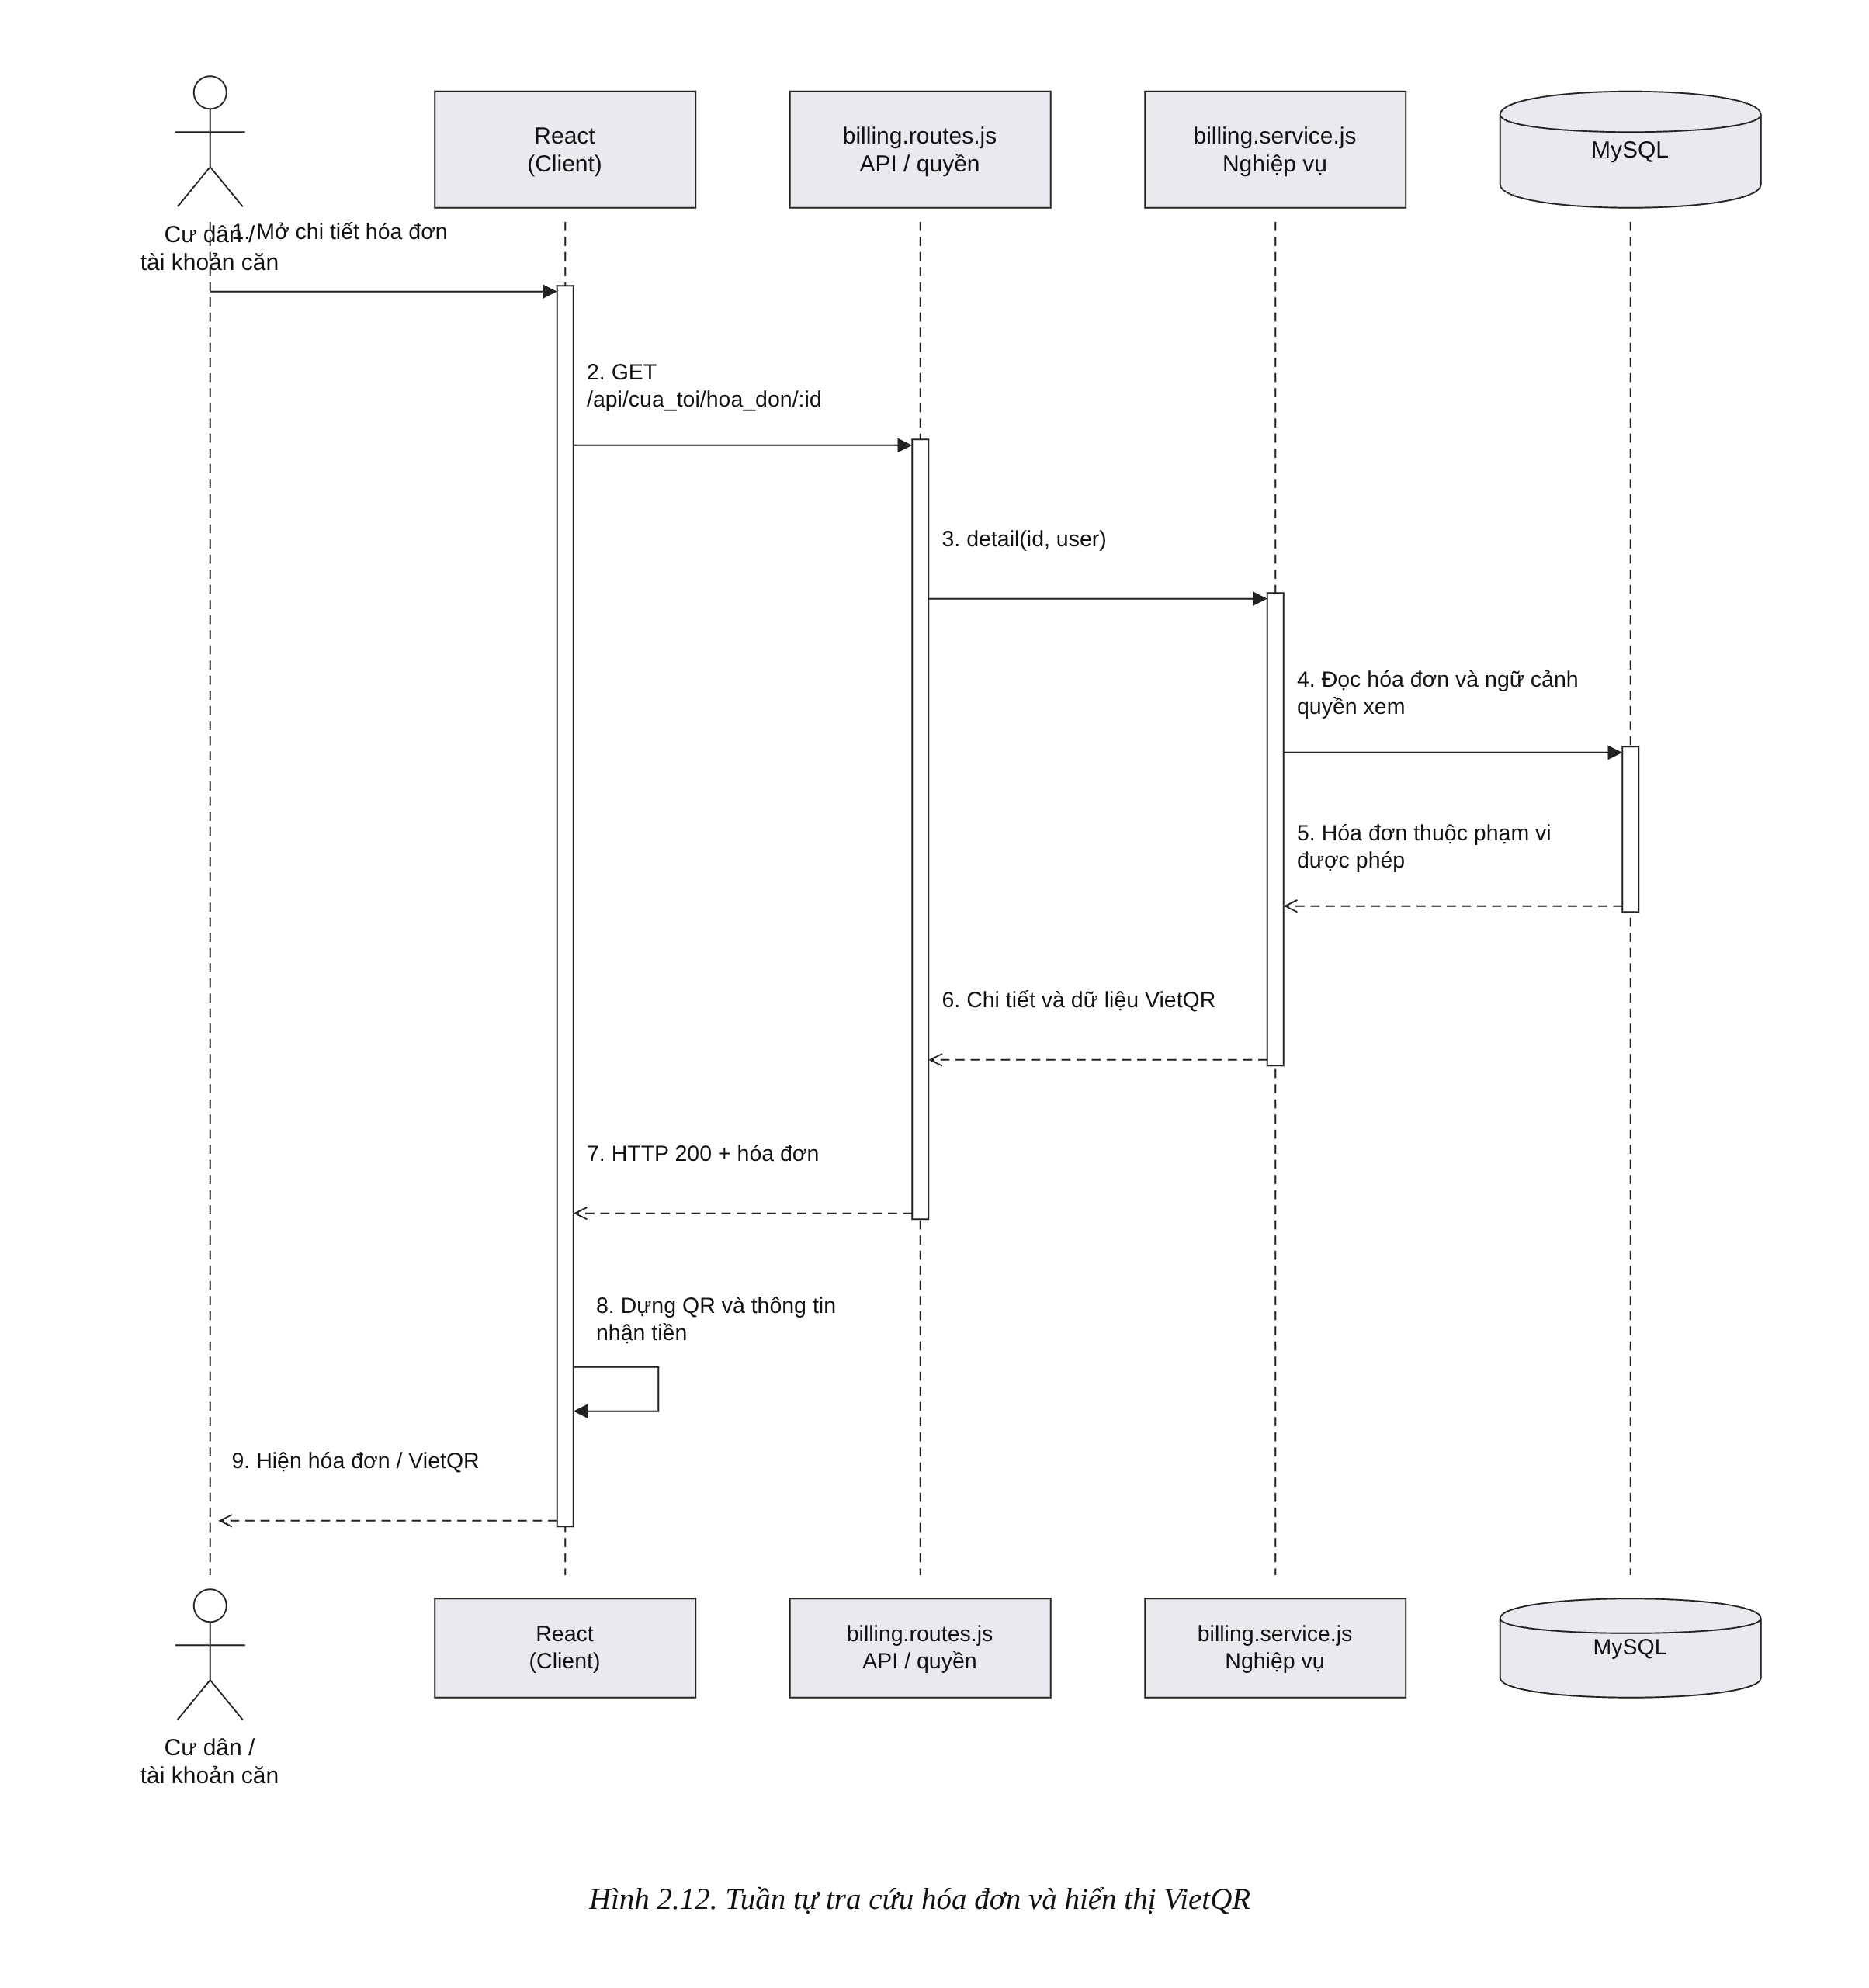 React
(Client)
billing.routes.js
API / quyền
billing.service.js
Nghiệp vụ
MySQL
Cư dân /
tài khoản căn
1. Mở chi tiết hóa đơn
2. GET
/api/cua_toi/hoa_don/:id
3. detail(id, user)
4. Đọc hóa đơn và ngữ cảnh
quyền xem
5. Hóa đơn thuộc phạm vi
được phép
6. Chi tiết và dữ liệu VietQR
7. HTTP 200 + hóa đơn
8. Dựng QR và thông tin
nhận tiền
9. Hiện hóa đơn / VietQR
React
(Client)
billing.routes.js
API / quyền
billing.service.js
Nghiệp vụ
MySQL
Cư dân /
tài khoản căn
Hình 2.12. Tuần tự tra cứu hóa đơn và hiển thị VietQR